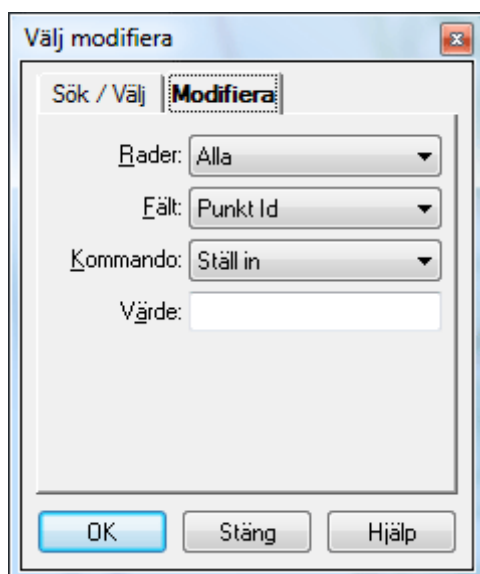 Välj modifiera
Sök / Välj Modifiera
Rader: Alla
Fält: Punkt Id
Kommando: Ställ in
Värde:
OK Stäng Hjälp